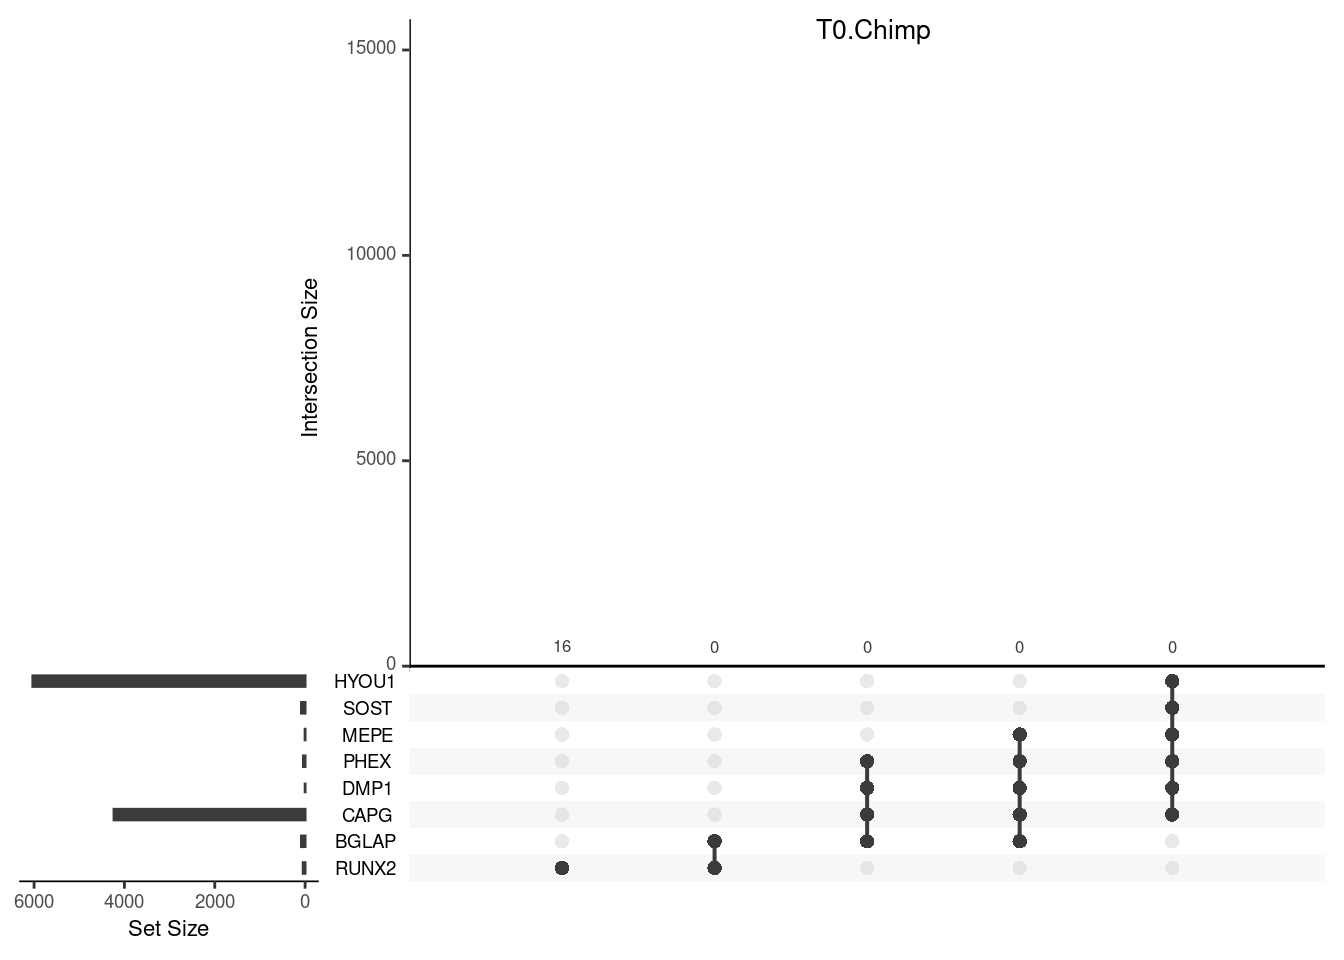 T0.Chimp
15000
10000
5000
0
Intersection Size
16 0 0 0 0
HYOU1
SOST
MEPE
PHEX
DMP1
CAPG
BGLAP
RUNX2
6000 4000 2000 0
Set Size